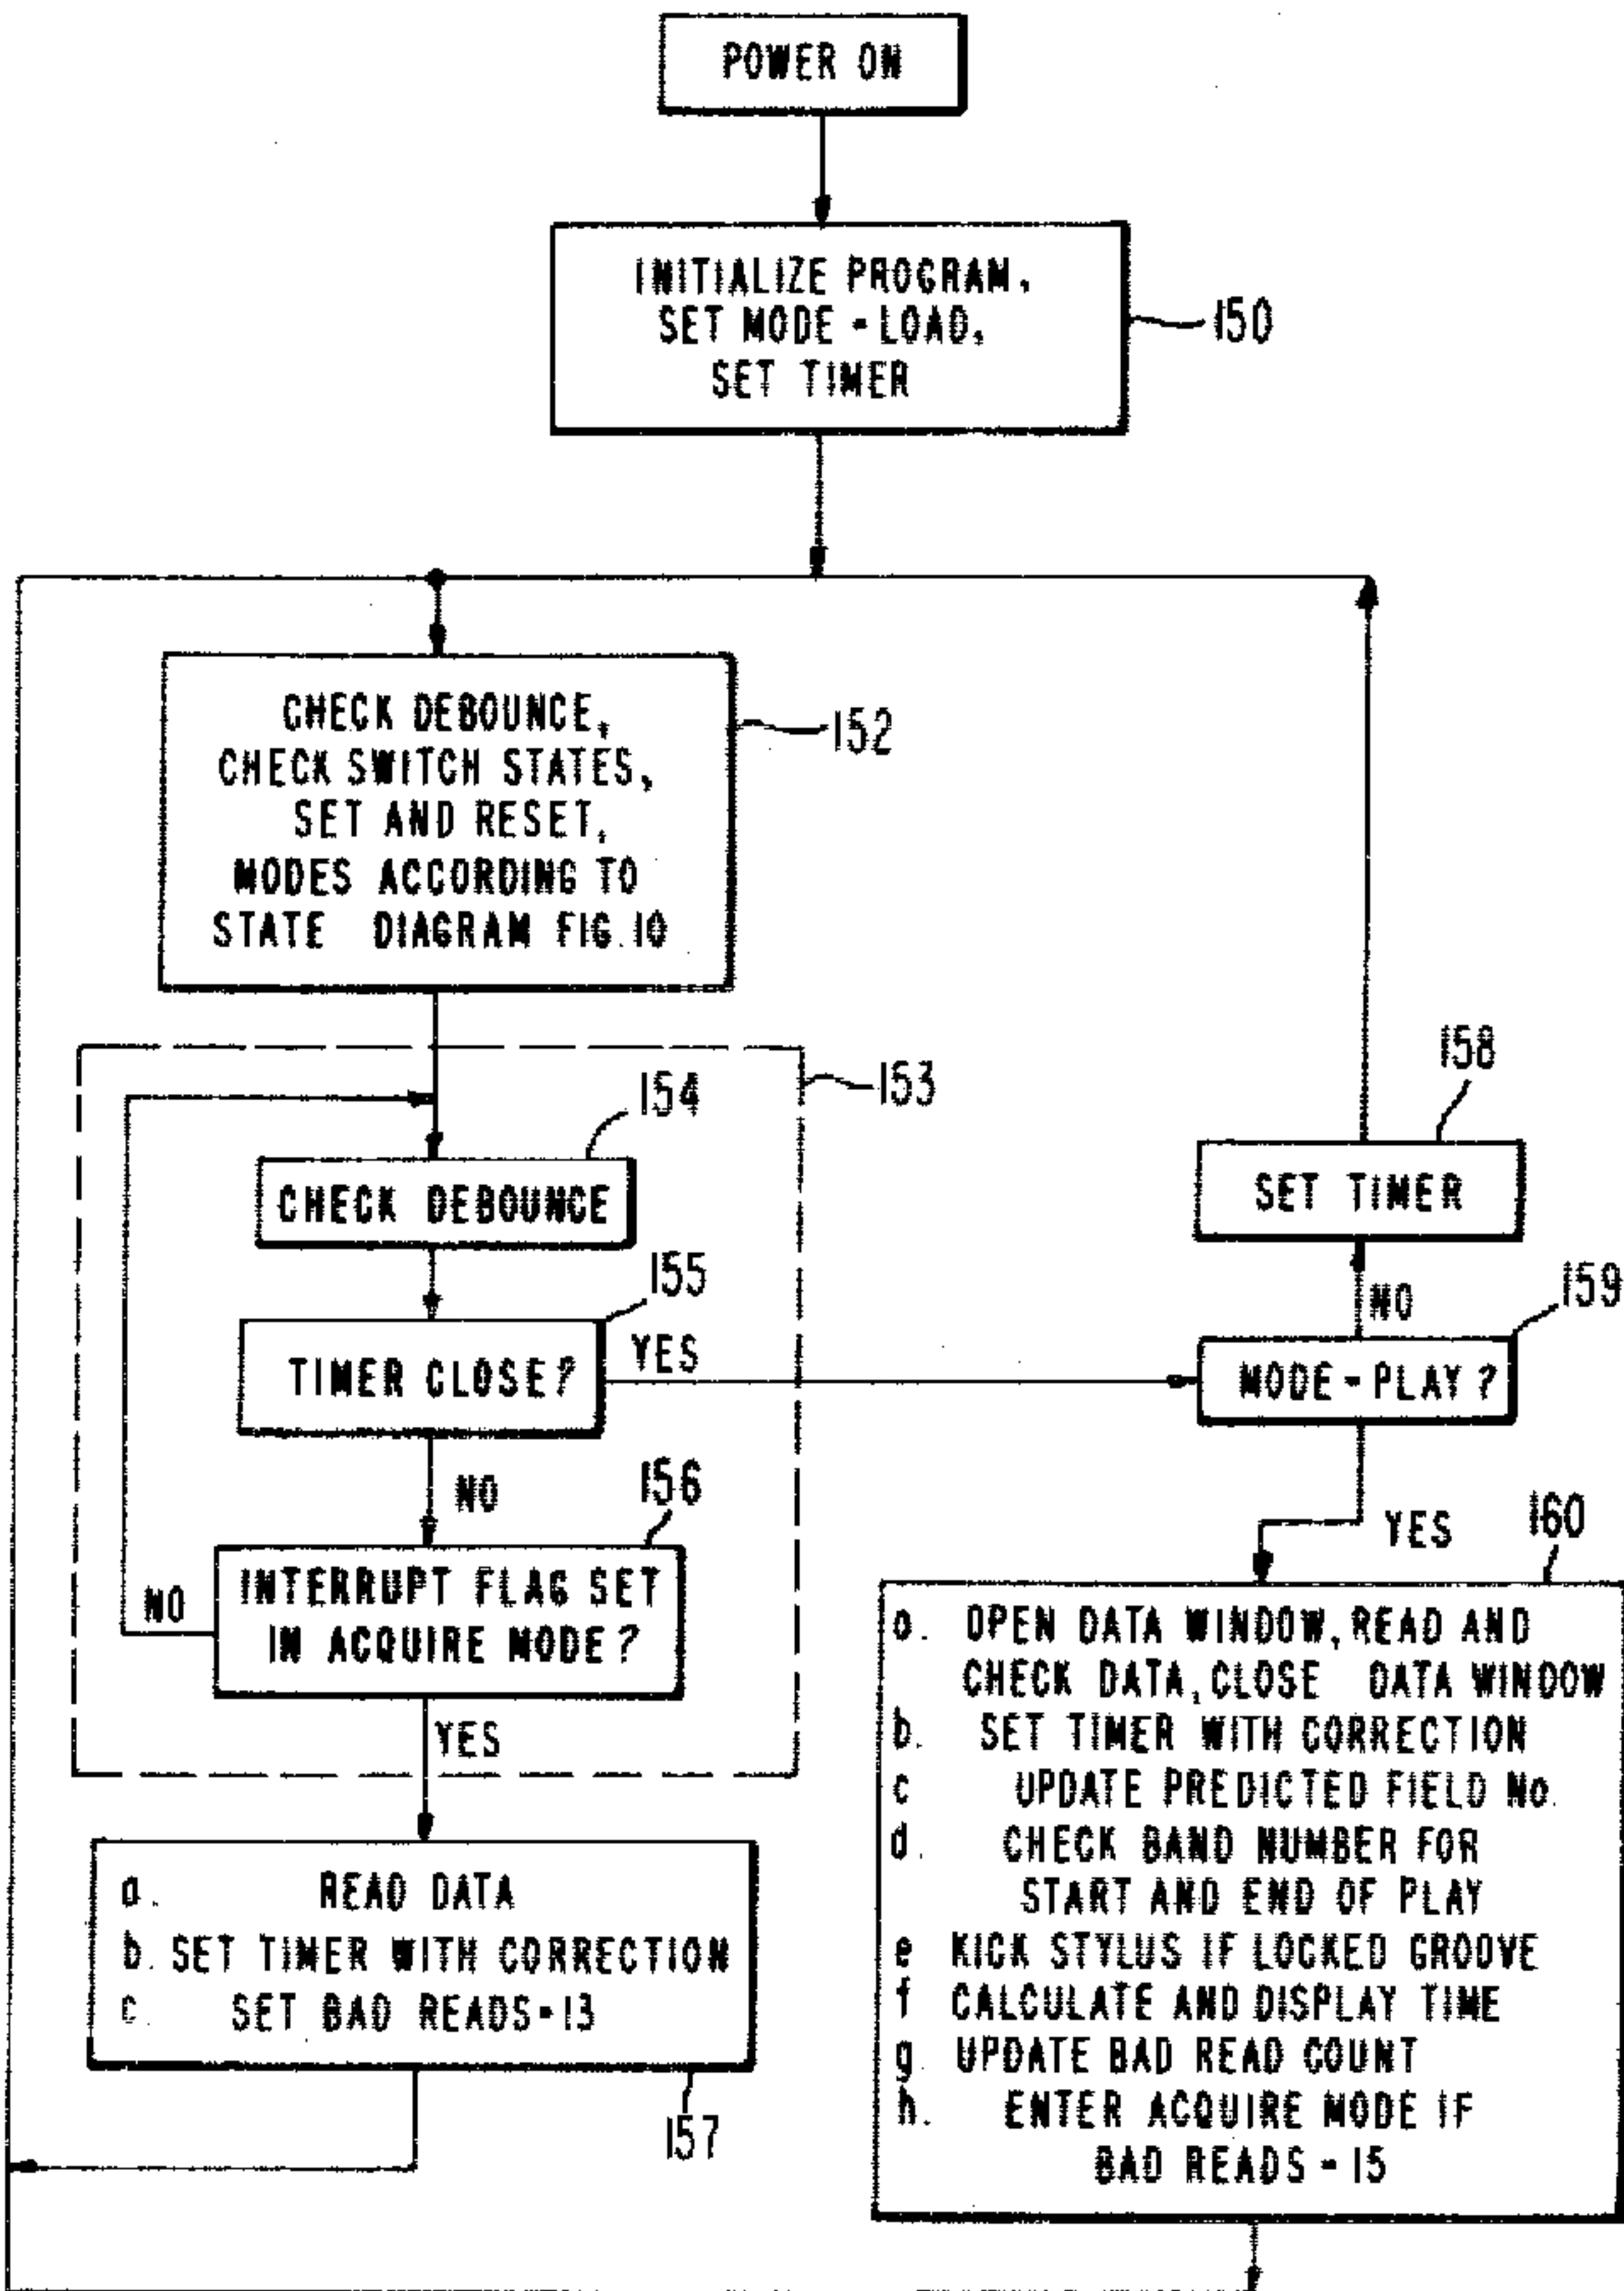 POWER ON
INITIALIZE PROGRAM,
SET MODE - LOAD,
SET TIMER
150
CHECK DEBOUNCE,
CHECK SWITCH STATES,
SET AND RESET,
MODES ACCORDING TO
STATE DIAGRAM FIG. 10
152
153
154
CHECK DEBOUNCE
155
TIMER CLOSE?
YES
NO
156
INTERRUPT FLAG SET
IN ACQUIRE MODE?
NO
YES
a. READ DATA
b. SET TIMER WITH CORRECTION
c. SET BAD READS-13
157
158
SET TIMER
NO
159
MODE-PLAY?
YES
160
a. OPEN DATA WINDOW, READ AND
CHECK DATA, CLOSE DATA WINDOW
b. SET TIMER WITH CORRECTION
c UPDATE PREDICTED FIELD No.
d. CHECK BAND NUMBER FOR
START AND END OF PLAY
e KICK STYLUS IF LOCKED GROOVE
f CALCULATE AND DISPLAY TIME
g UPDATE BAD READ COUNT
h. ENTER ACQUIRE MODE IF
BAD READS - 15